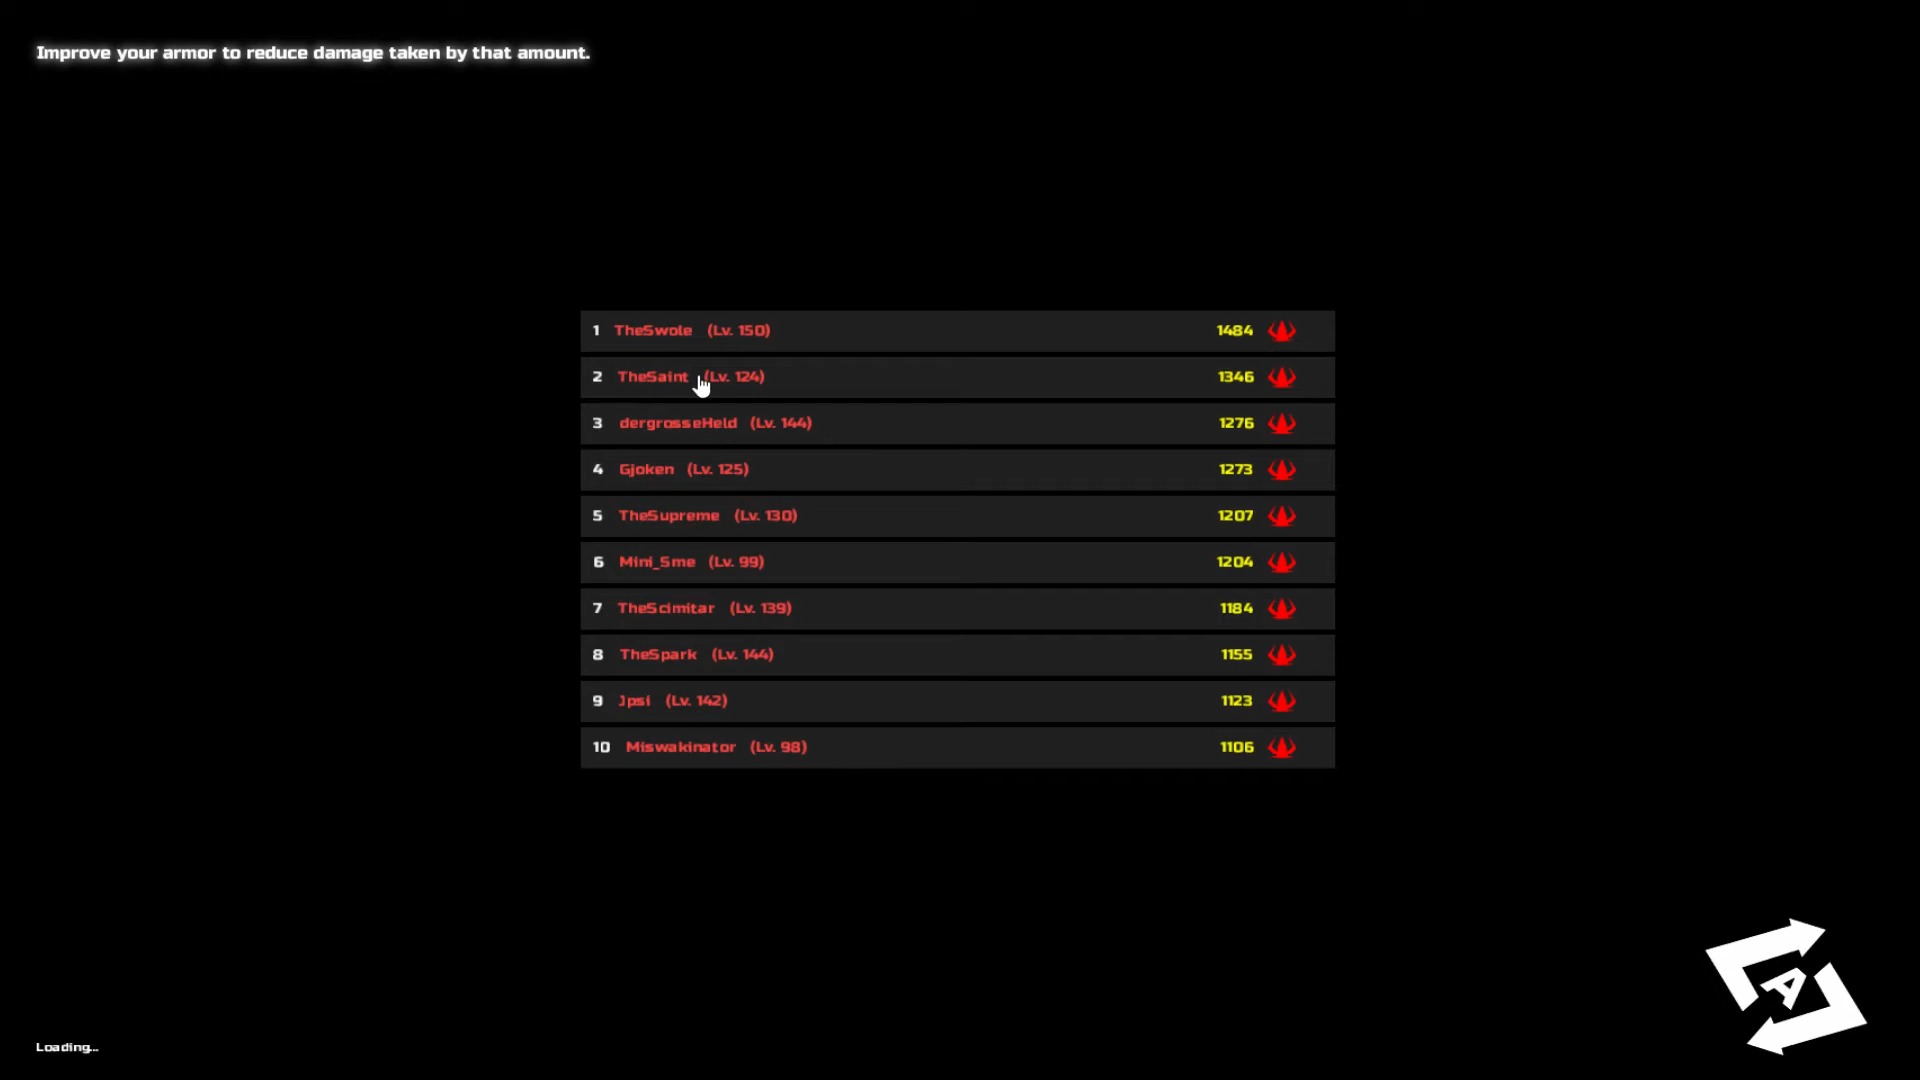 Improve your armor to reduce damage taken by that amount.
1 TheSwole (Lv. 150) 1484
2 TheSaint (Lv. 124) 1346
3 dergrosseHeld (Lv. 144) 1276
4 Gjoken (Lv. 125) 1273
5 TheSupreme (Lv. 130) 1207
6 Mini_Sme (Lv. 99) 1204
7 TheScimitar (Lv. 139) 1184
8 TheSpark (Lv. 144) 1155
9 Jpsi (Lv. 142) 1123
10 Miswakinator (Lv. 98) 1106
A
Loading...